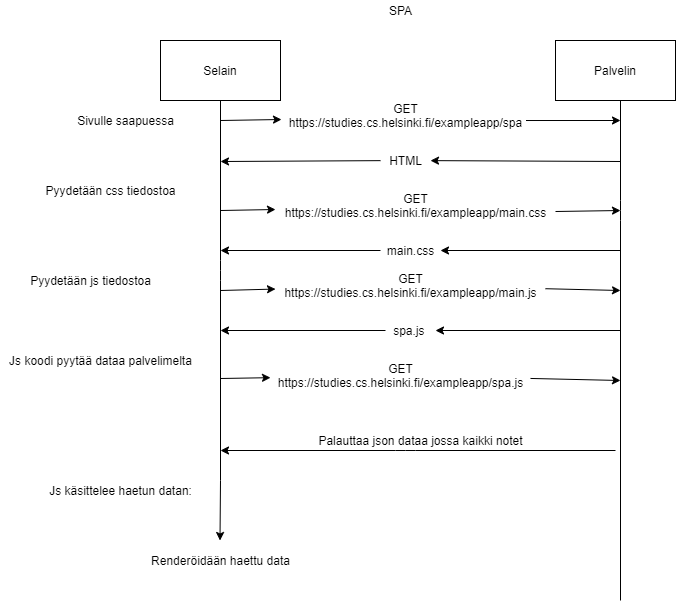 SPA
Selain
Palvelin
Sivulle saapuessa
GET
https://studies.cs.helsinki.fi/exampleapp/spa
HTML
Pyydetään css tiedostoa
GET
https://studies.cs.helsinki.fi/exampleapp/main.css
main.css
Pyydetään js tiedostoa
GET
https://studies.cs.helsinki.fi/exampleapp/main.js
spa.js
Js koodi pyytää dataa palvelimelta
GET
https://studies.cs.helsinki.fi/exampleapp/spa.js
Palauttaa json dataa jossa kaikki notet
Js käsittelee haetun datan:
Renderöidään haettu data